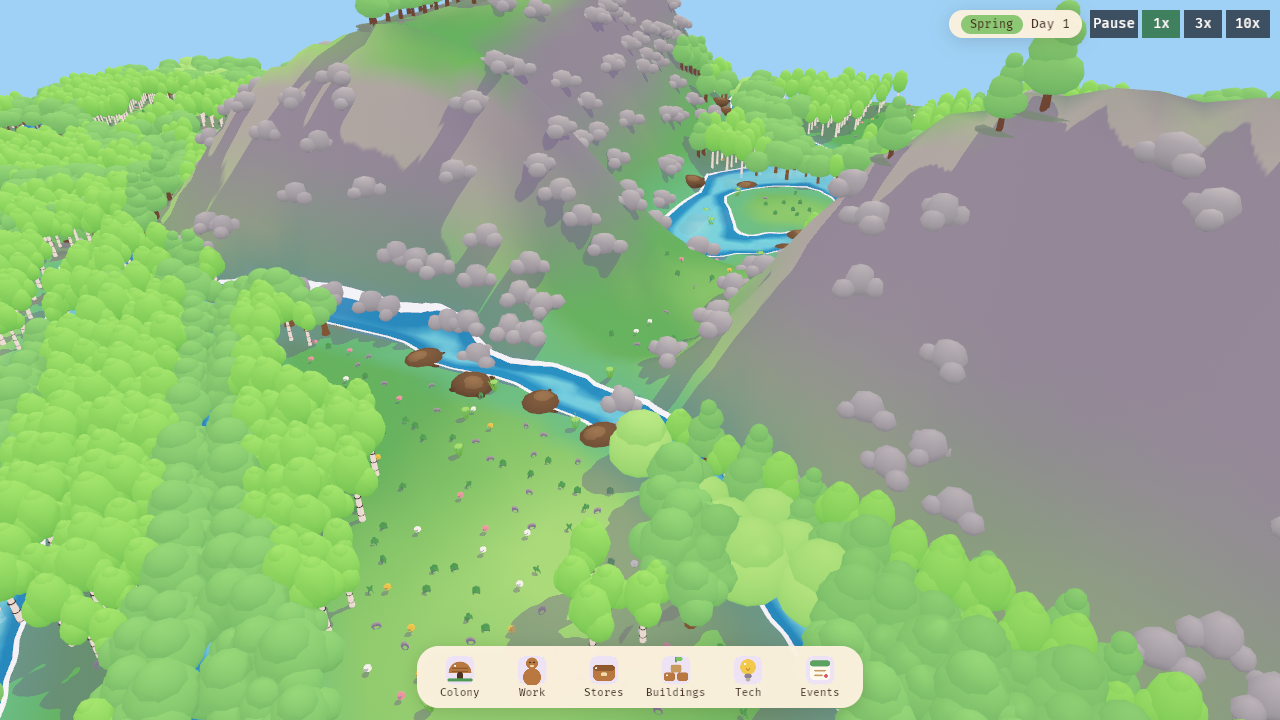 Spring Day 1 Pause 1x 3x 10x
Colony Work Stores Buildings Tech Events